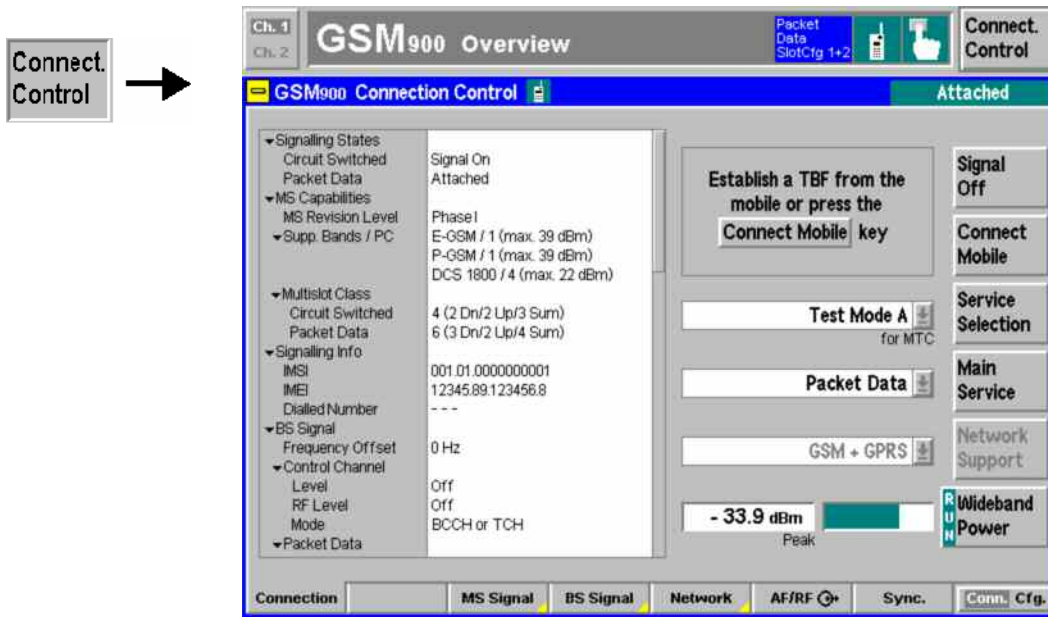 Connect.
Control
Ch. 1
Ch. 2
GSM900 Overview
Packet
Data
SlotCfg 1+2
Connect.
Control
GSM900 Connection Control
Attached
Signalling States
Circuit Switched Signal On
Packet Data Attached
MS Capabilities
MS Revision Level Phase I
Supp. Bands / PC E-GSM / 1 (max. 39 dBm)
P-GSM / 1 (max. 39 dBm)
DCS 1800 / 4 (max. 22 dBm)
Multislot Class
Circuit Switched 4 (2 Dn/2 Up/3 Sum)
Packet Data 6 (3 Dn/2 Up/4 Sum)
Signalling Info
IMSI 001.01.0000000001
IMEI 12345.89.123456.8
Dialled Number - - -
BS Signal
Frequency Offset 0 Hz
Control Channel
Level Off
RF Level Off
Mode BCCH or TCH
Packet Data
Establish a TBF from the
mobile or press the
Connect Mobile key
Test Mode A
for MTC
Packet Data
GSM + GPRS
- 33.9 dBm
Peak
Signal
Off
Connect
Mobile
Service
Selection
Main
Service
Network
Support
RUN
Wideband
Power
Connection MS Signal BS Signal Network AF/RF Sync. Conn. Cfg.